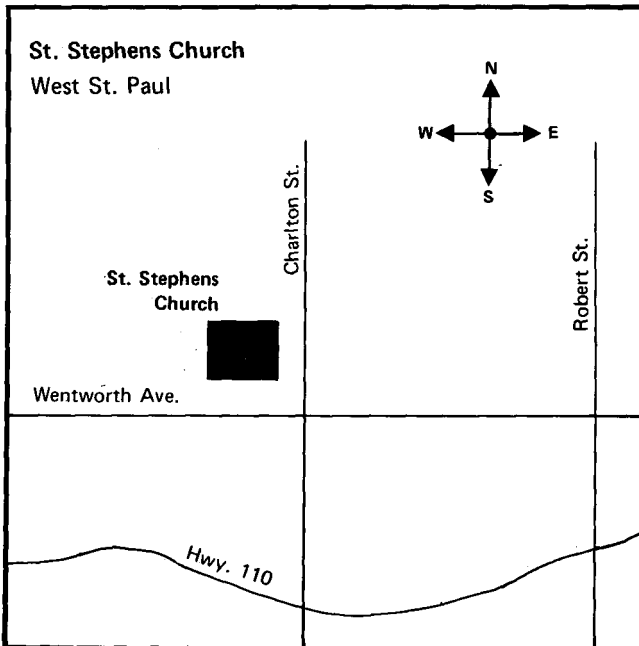 St. Stephens Church
West St. Paul
N
W E
S
Charlton St.
Robert St.
St. Stephens
Church
Wentworth Ave.
Hwy. 110